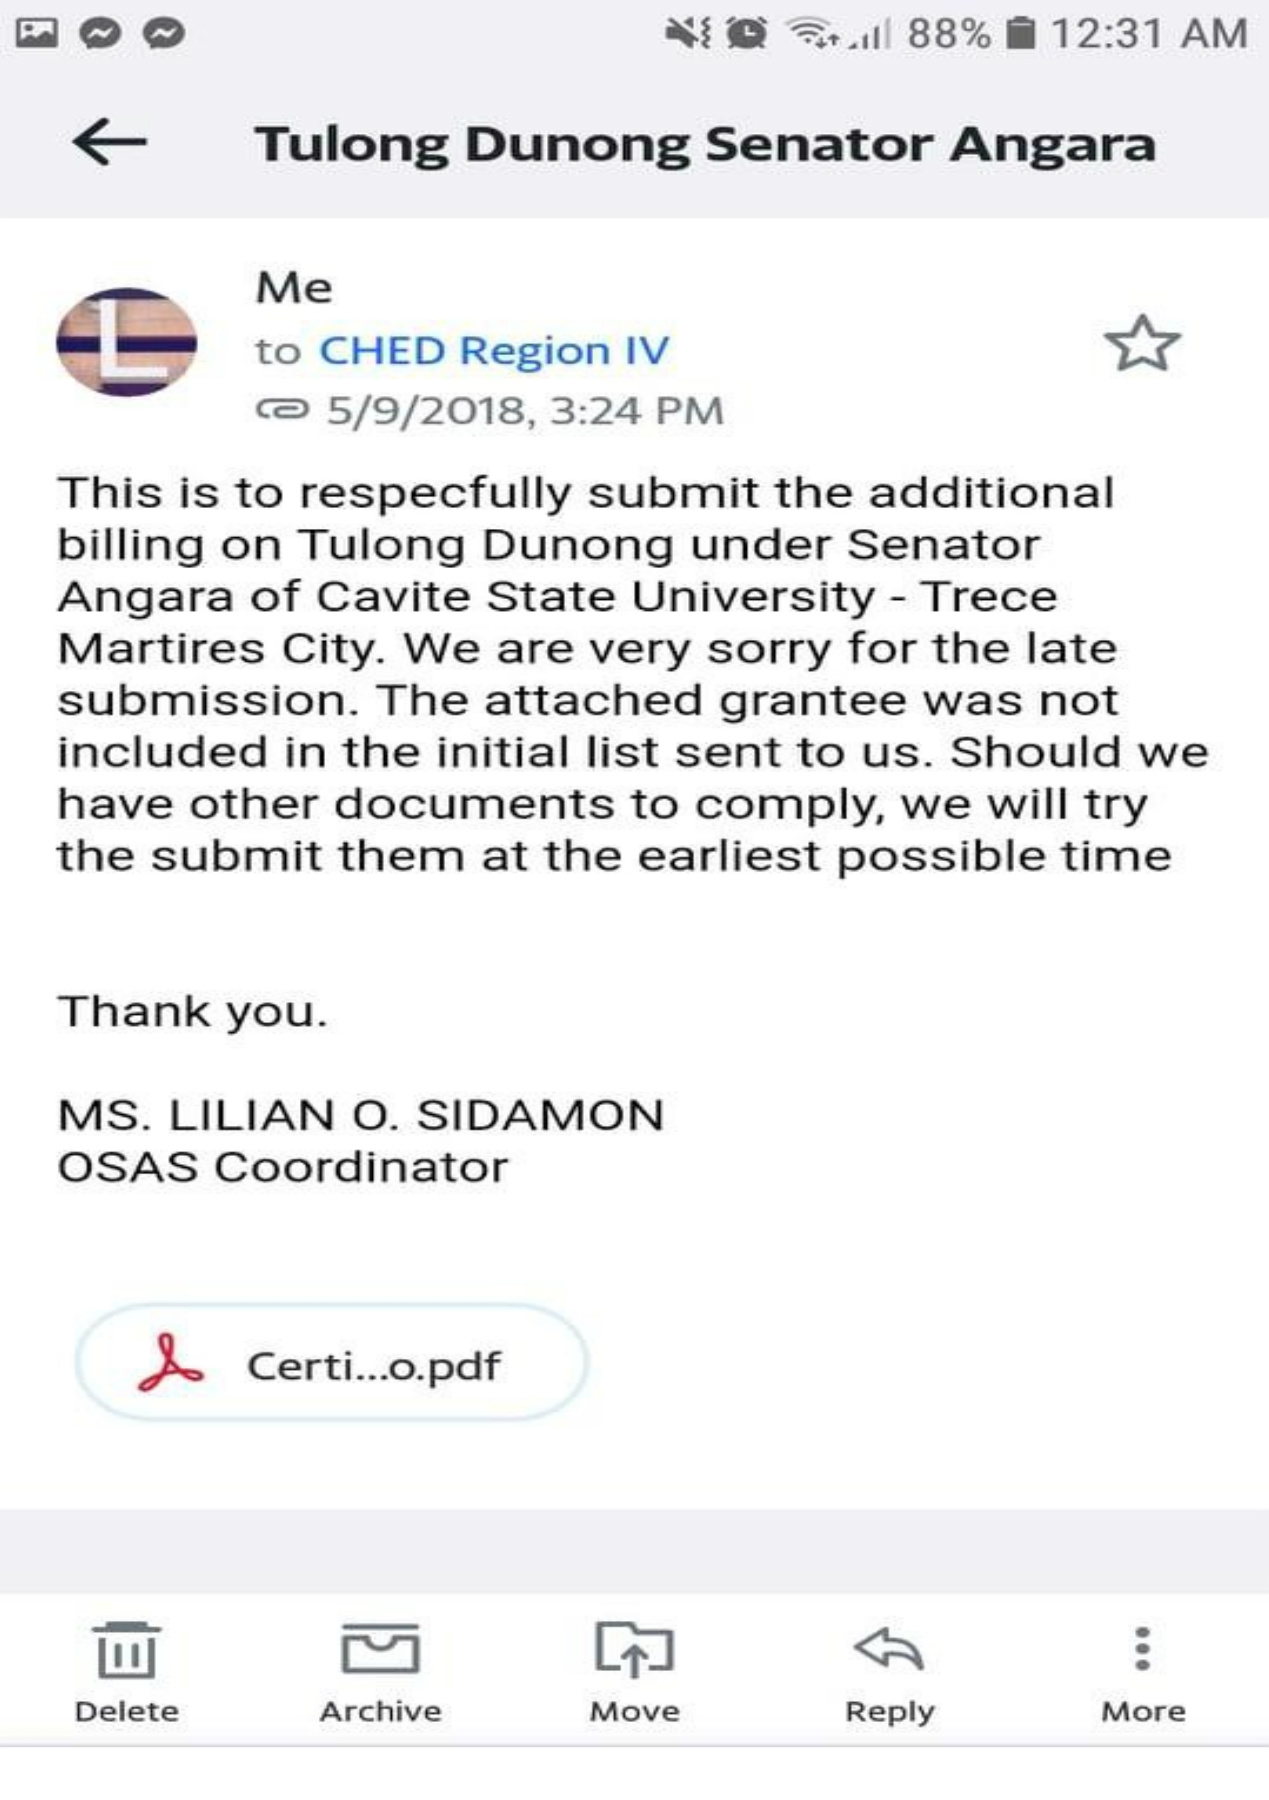 88% 12:31 AM
Tulong Dunong Senator Angara
Me
to CHED Region IV
5/9/2018, 3:24 PM
This is to respecfully submit the additional
billing on Tulong Dunong under Senator
Angara of Cavite State University - Trece
Martires City. We are very sorry for the late
submission. The attached grantee was not
included in the initial list sent to us. Should we
have other documents to comply, we will try
the submit them at the earliest possible time
Thank you.
MS. LILIAN O. SIDAMON
OSAS Coordinator
Certi...o.pdf
Delete Archive Move Reply More